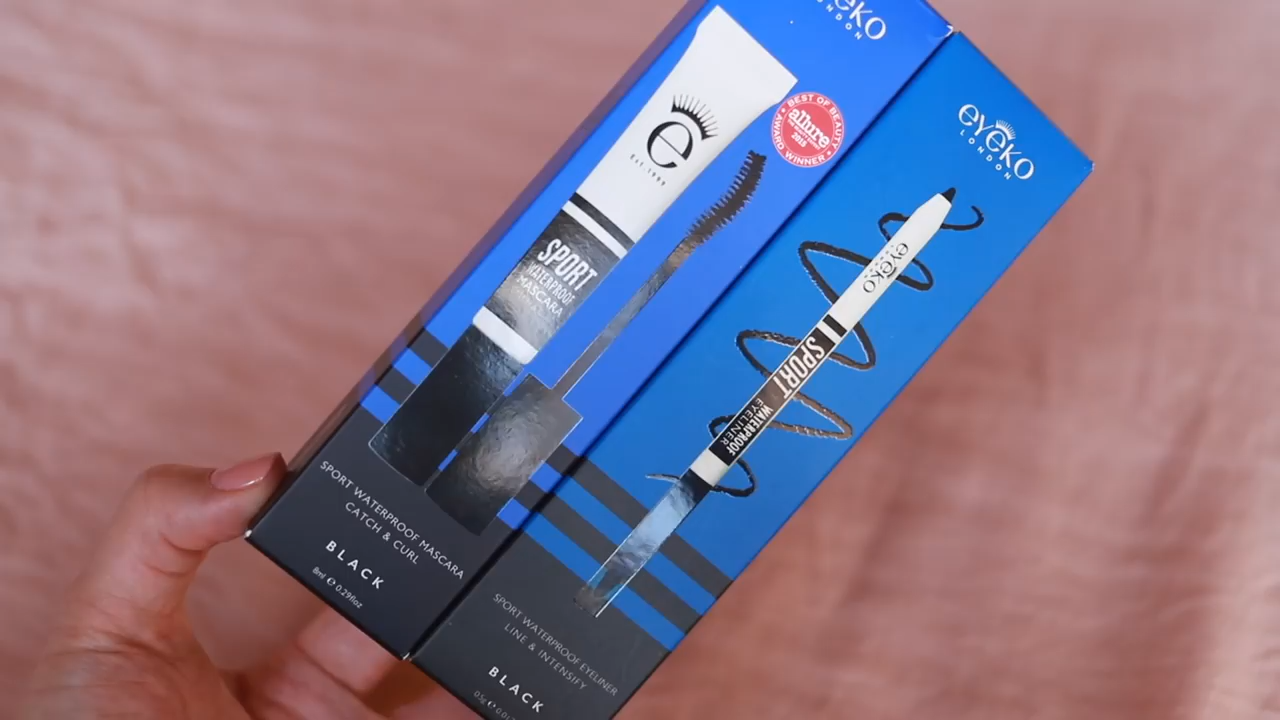 eyeko
LONDON
e
EST. 1999
SPORT
WATERPROOF
MASCARA
BEST OF BEAUTY
allure
2018
AWARD WINNER
SPORT WATERPROOF MASCARA
CATCH & CURL
BLACK
8ml e 0.29floz
eyeko
LONDON
eyeko
SPORT
WATERPROOF
EYELINER
SPORT WATERPROOF EYELINER
LINE & INTENSIFY
BLACK